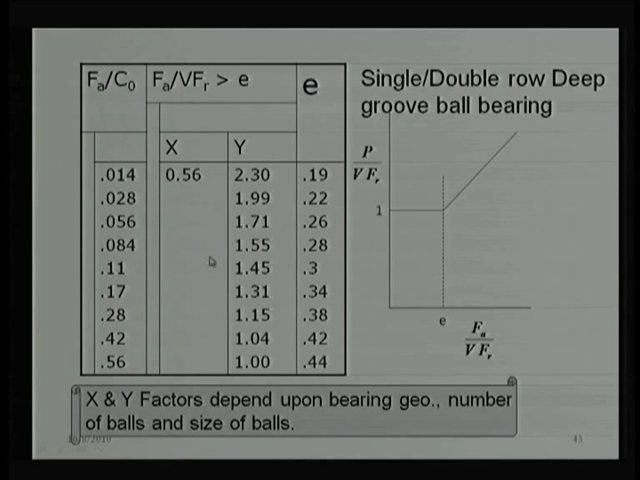 Fa/C0 Fa/VFr > e e
X Y
.014 0.56 2.30 .19
.028 1.99 .22
.056 1.71 .26
.084 1.55 .28
.11 1.45 .3
.17 1.31 .34
.28 1.15 .38
.42 1.04 .42
.56 1.00 .44
Single/Double row Deep
groove ball bearing
P
V Fr
1
e
Fa
V Fr
X & Y Factors depend upon bearing geo., number
of balls and size of balls.
43